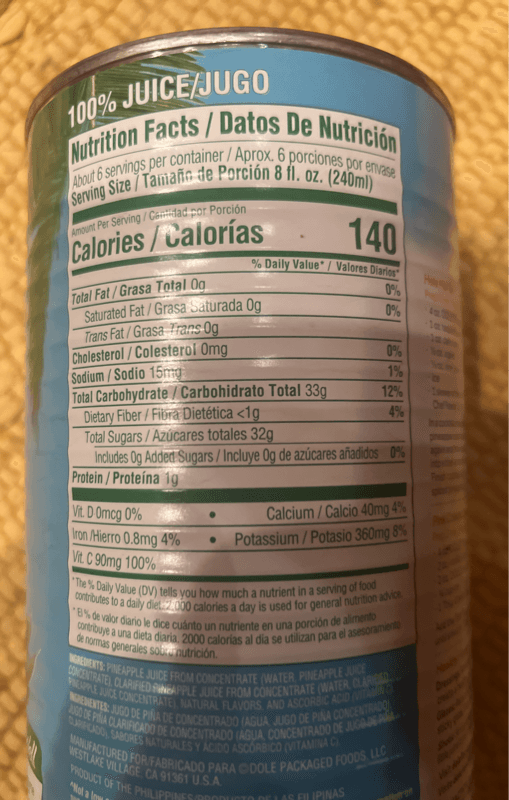 100% JUICE/JUGO
Nutrition Facts / Datos De Nutrición
About 6 servings per container / Aprox. 6 porciones por envase
Serving Size / Tamaño de Porción 8 fl. oz. (240ml)
Amount Per Serving / Cantidad por Porción
Calories / Calorías 140
% Daily Value* / Valores Diarios*
Total Fat / Grasa Total 0g 0%
Saturated Fat / Grasa Saturada 0g 0%
Trans Fat / Grasa Trans 0g
Cholesterol / Colesterol 0mg 0%
Sodium / Sodio 15mg 1%
Total Carbohydrate / Carbohidrato Total 33g 12%
Dietary Fiber / Fibra Dietética <1g 4%
Total Sugars / Azúcares totales 32g
Includes 0g Added Sugars / Incluye 0g de azúcares añadidos 0%
Protein / Proteína 1g
Vit. D 0mcg 0% • Calcium / Calcio 40mg 4%
Iron /Hierro 0.8mg 4% • Potassium / Potasio 360mg 8%
Vit. C 90mg 100%
*The % Daily Value (DV) tells you how much a nutrient in a serving of food
contributes to a daily diet. 2,000 calories a day is used for general nutrition advice.
*El % de valor diario le dice cuánto un nutriente en una porción de alimento
contribuye a una dieta diaria. 2000 calorías al día se utilizan para el asesoramiento
de normas generales sobre nutrición.
INGREDIENTS: PINEAPPLE JUICE FROM CONCENTRATE (WATER, PINEAPPLE JUICE
CONCENTRATE), CLARIFIED PINEAPPLE JUICE FROM CONCENTRATE (WATER, CLARIFIED
PINEAPPLE JUICE CONCENTRATE), NATURAL FLAVORS, AND ASCORBIC ACID (VITAMIN C).
INGREDIENTES: JUGO DE PIÑA DE CONCENTRADO (AGUA, JUGO DE PIÑA CONCENTRADO),
JUGO DE PIÑA CLARIFICADO DE CONCENTRADO (AGUA, CONCENTRADO DE JUGO DE PIÑA
CLARIFICADO), SABORES NATURALES Y ÁCIDO ASCÓRBICO (VITAMINA C).
MANUFACTURED FOR/FABRICADO PARA ©DOLE PACKAGED FOODS, LLC
WESTLAKE VILLAGE, CA 91361 U.S.A.
PRODUCT OF THE PHILIPPINES/PRODUCTO DE LAS FILIPINAS
*Not a low